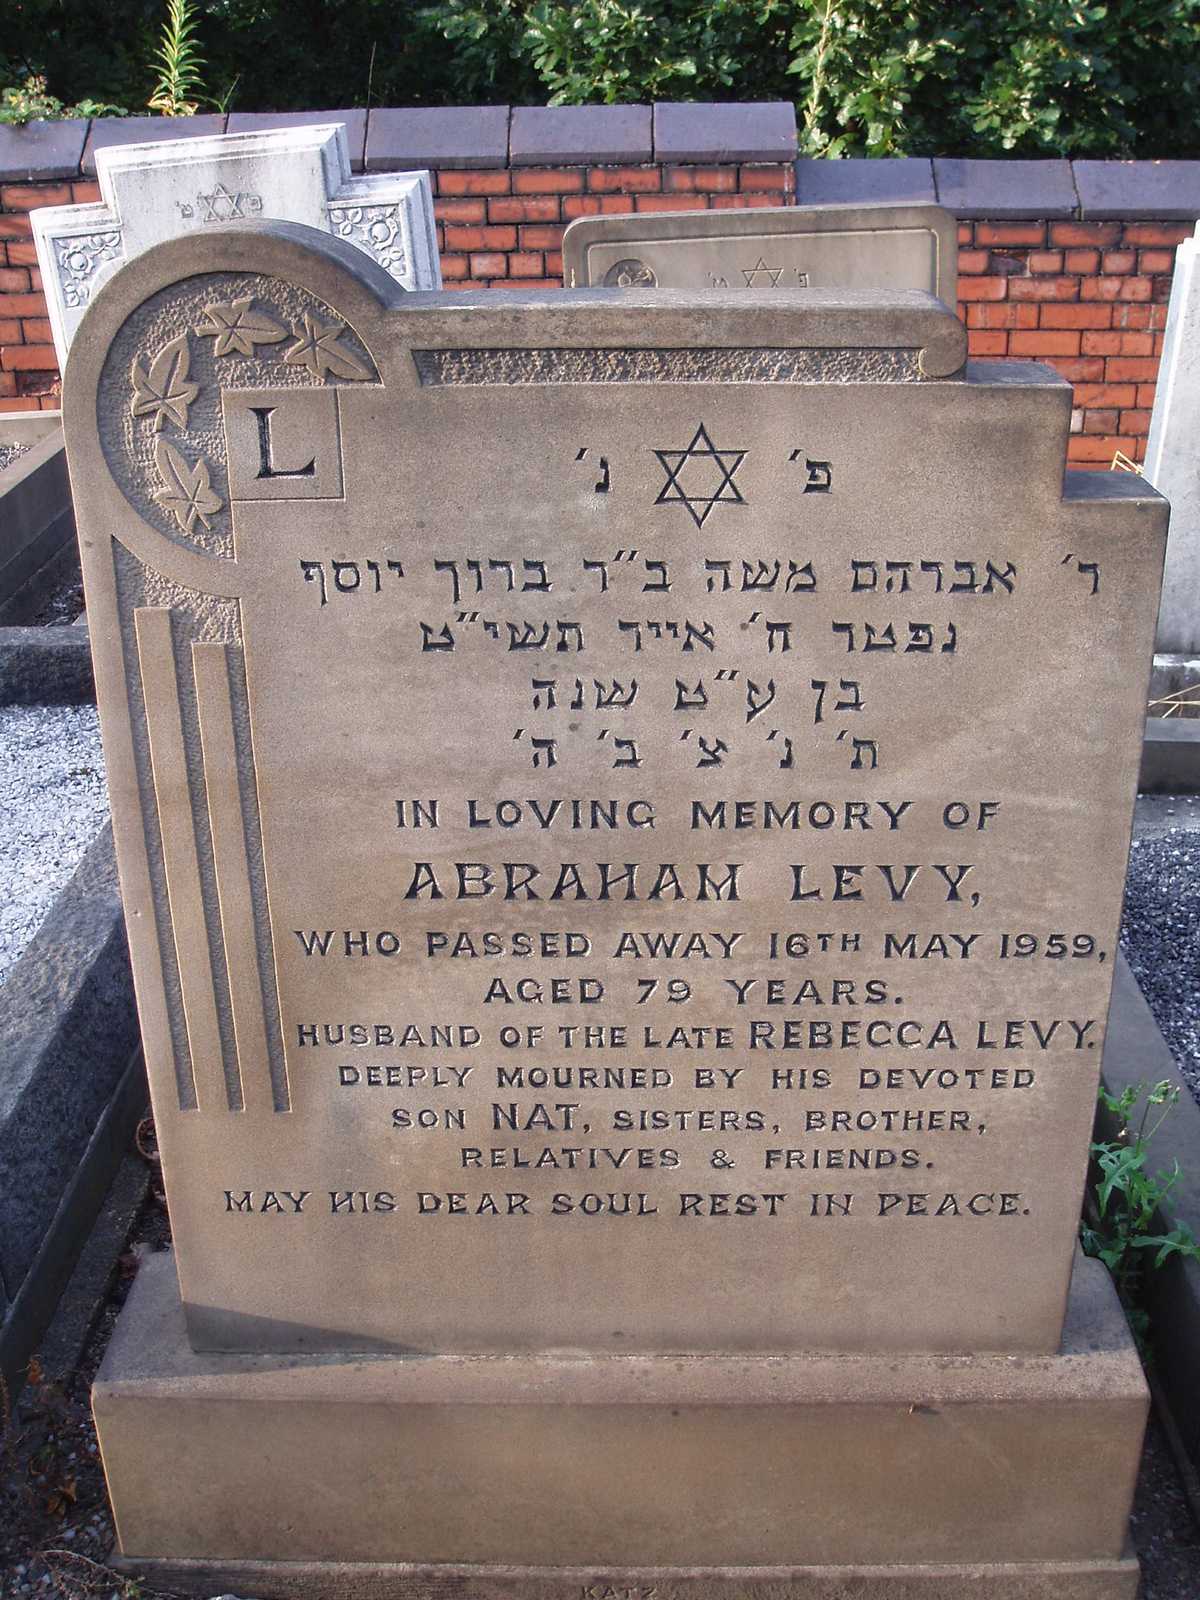 פ׳ נ׳
L
ר׳ אברהם משה ב״ר ברוך יוסף
נפטר ח׳ אייר תשי״ט
בן ע״ט שנה
ת׳ נ׳ צ׳ ב׳ ה׳
IN LOVING MEMORY OF
ABRAHAM LEVY,
WHO PASSED AWAY 16TH MAY 1959,
AGED 79 YEARS.
HUSBAND OF THE LATE REBECCA LEVY.
DEEPLY MOURNED BY HIS DEVOTED
SON NAT, SISTERS, BROTHER,
RELATIVES & FRIENDS.
MAY HIS DEAR SOUL REST IN PEACE.
KATZ